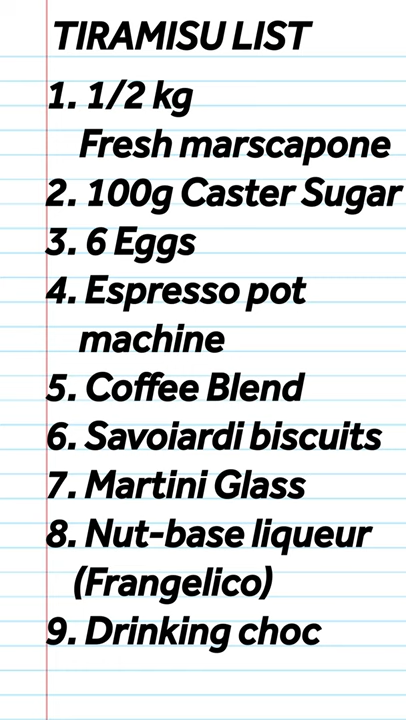 TIRAMISU LIST
1. 1/2 kg
Fresh marscapone
2. 100g Caster Sugar
3. 6 Eggs
4. Espresso pot
machine
5. Coffee Blend
6. Savoiardi biscuits
7. Martini Glass
8. Nut-base liqueur
(Frangelico)
9. Drinking choc